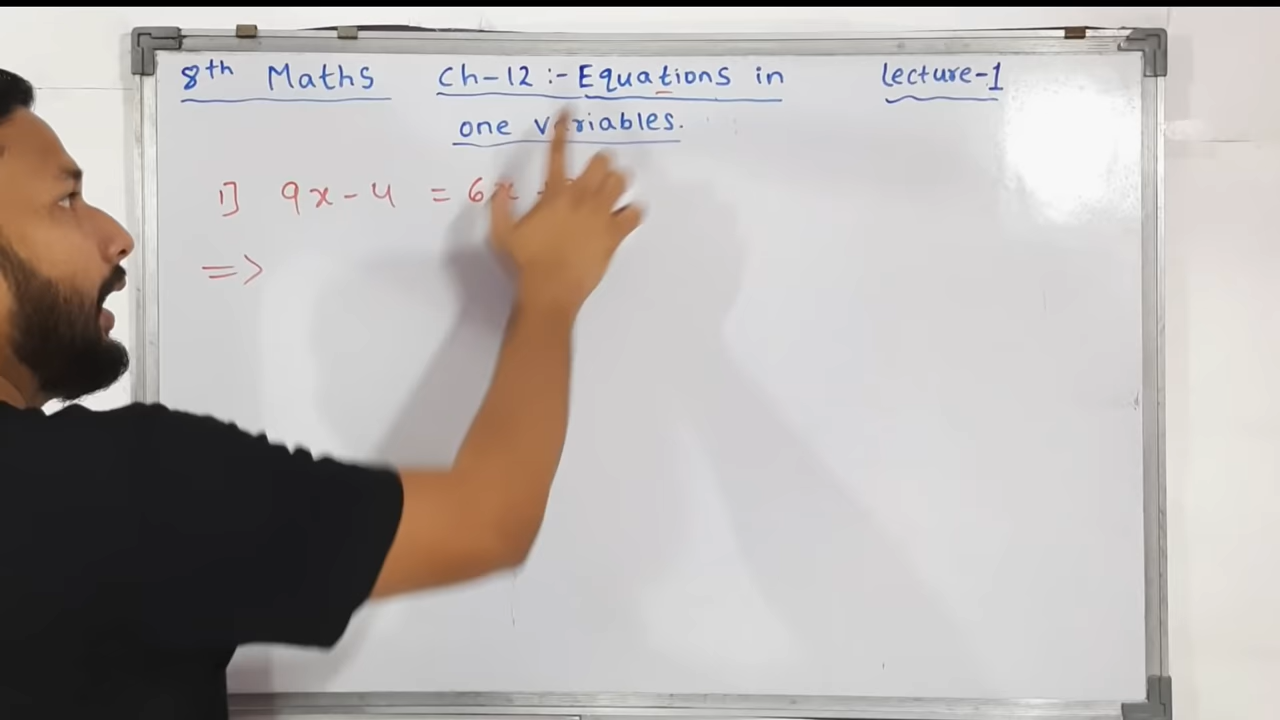 8th Maths Ch-12 :- Equations in lecture-1
one variables.
1] 9x - 4 = 6x
=>